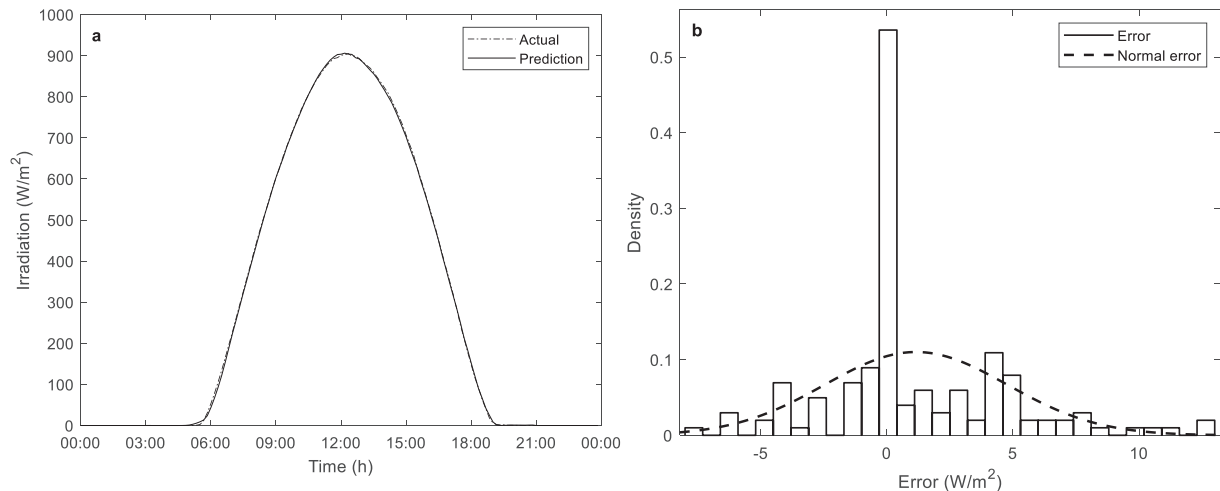 a
Actual
Prediction
1000
900
800
700
600
500
400
300
200
100
0
Irradiation (W/m²)
00:00 03:00 06:00 09:00 12:00 15:00 18:00 21:00 00:00
Time (h)
b
Error
Normal error
0.5
0.4
0.3
0.2
0.1
0
Density
-5 0 5 10
Error (W/m²)